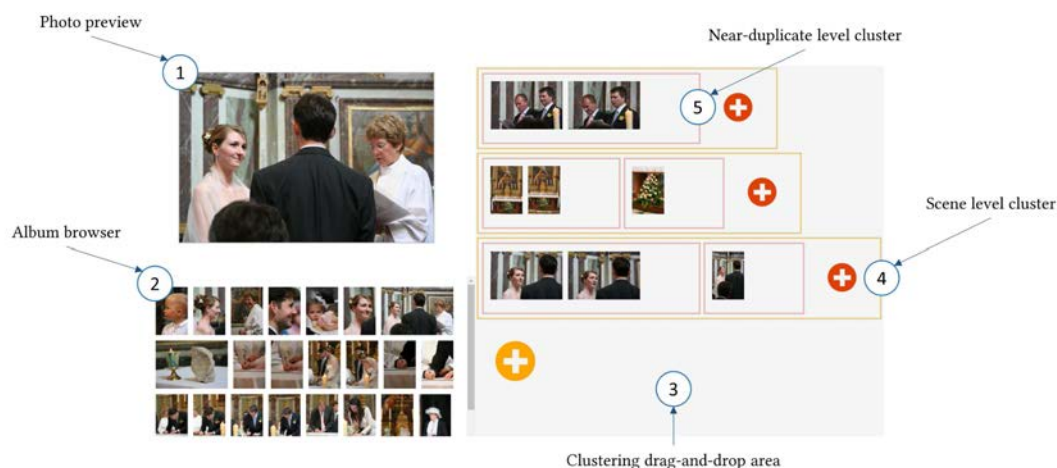 Photo preview
1
Near-duplicate level cluster
5
Album browser
2
Scene level cluster
4
3
Clustering drag-and-drop area